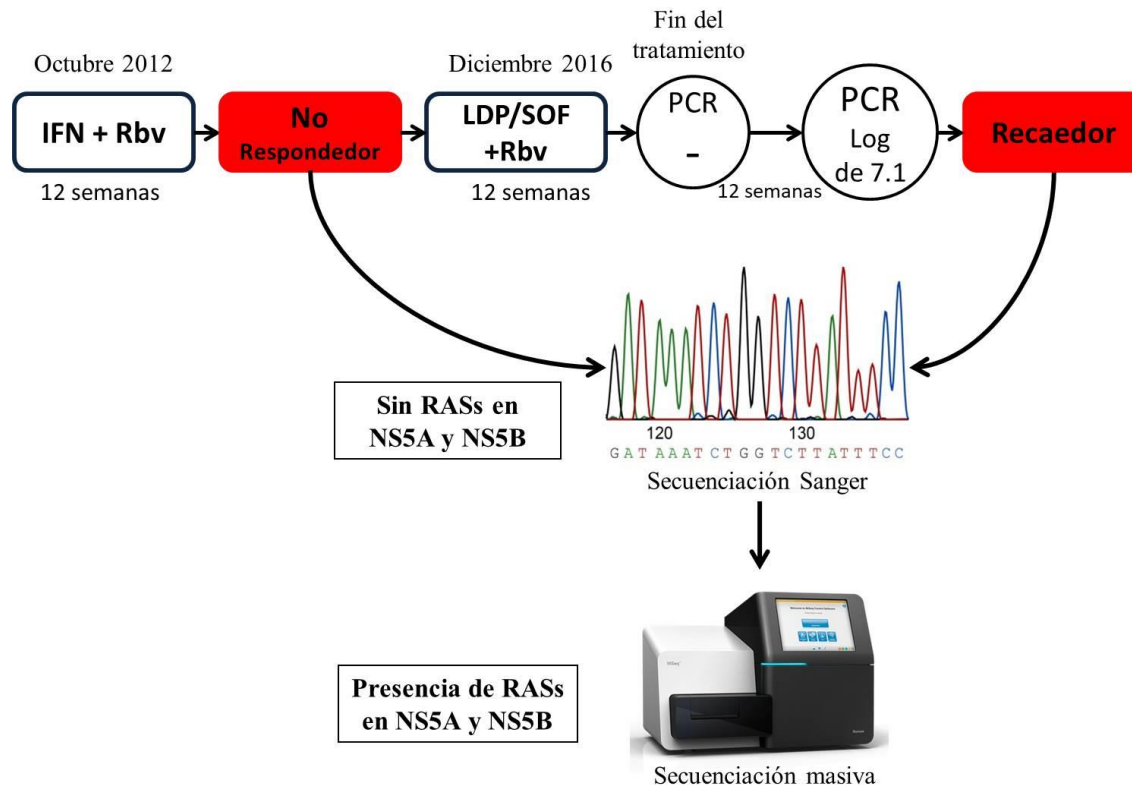 Octubre 2012
IFN + Rbv
12 semanas
No
Respondedor
Diciembre 2016
LDP/SOF
+Rbv
12 semanas
Fin del
tratamiento
PCR
-
12 semanas
PCR
Log
de 7.1
Recaedor
Sin RASs en
NS5A y NS5B
120 130
GATAAATCTGGTCTTATTTCC
Secuenciación Sanger
Presencia de RASs
en NS5A y NS5B
Secuenciación masiva